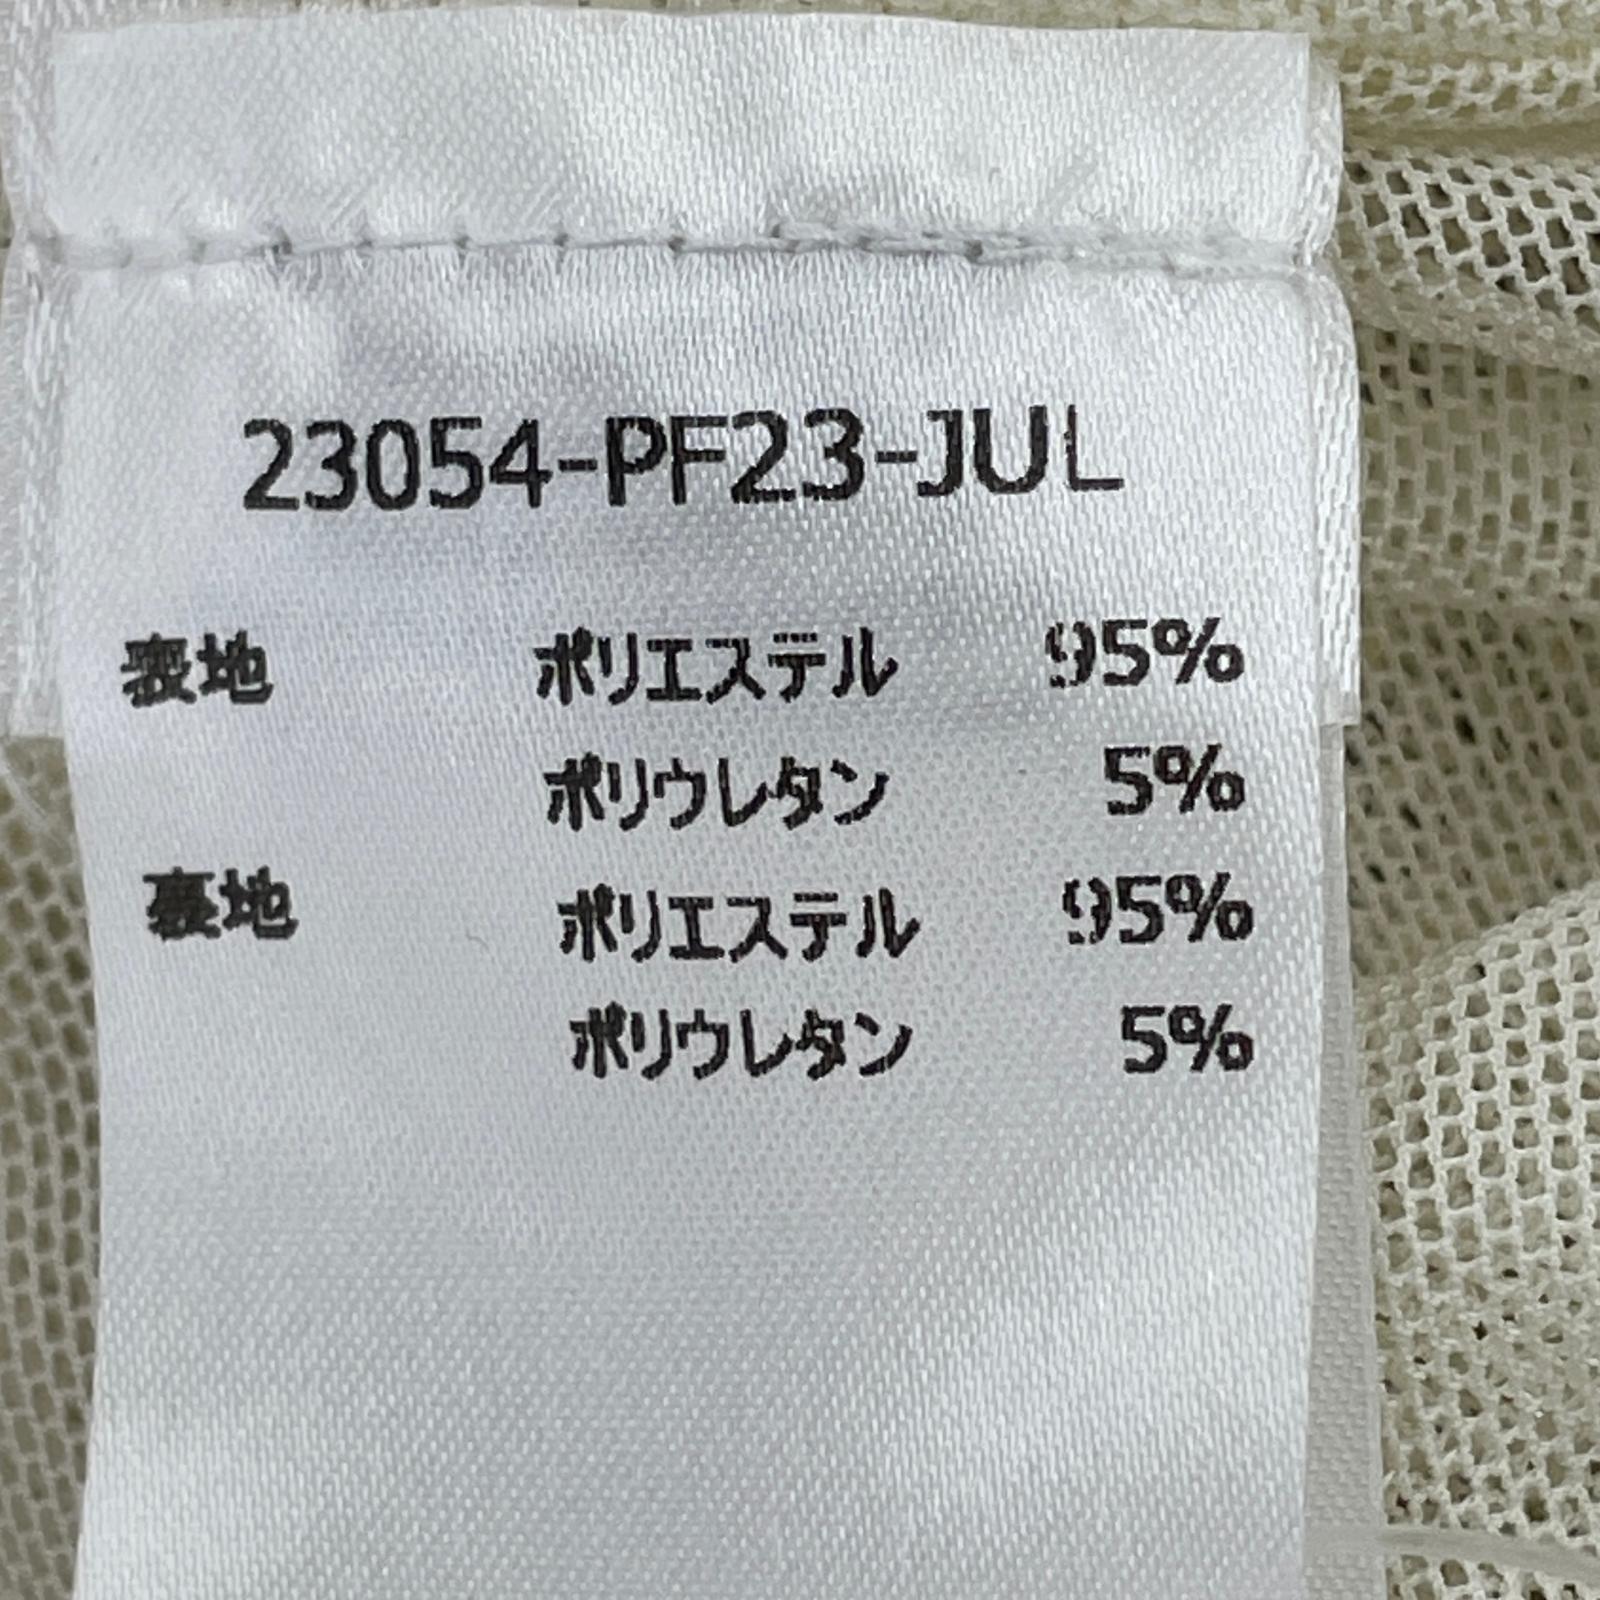 23054-PF23-JUL
表地 ポリエステル 95%
ポリウレタン 5%
裏地 ポリエステル 95%
ポリウレタン 5%